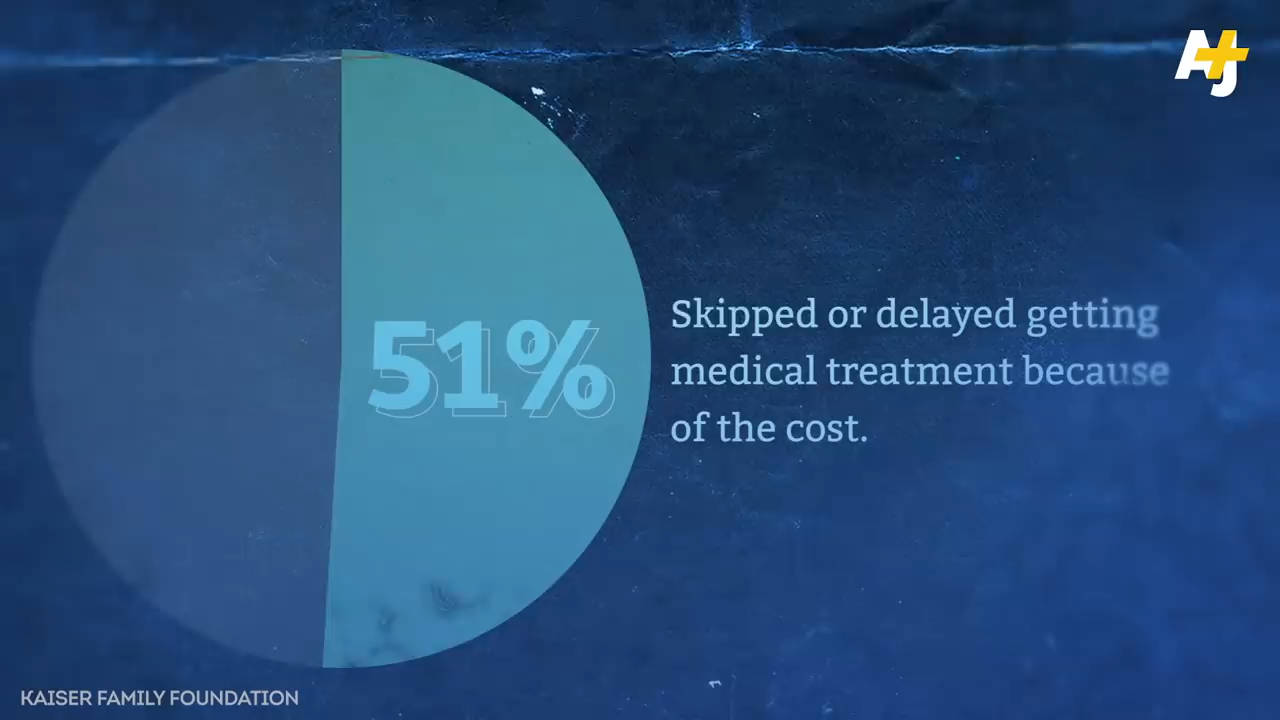 AJ+
51%
Skipped or delayed getting
medical treatment because
of the cost.
KAISER FAMILY FOUNDATION